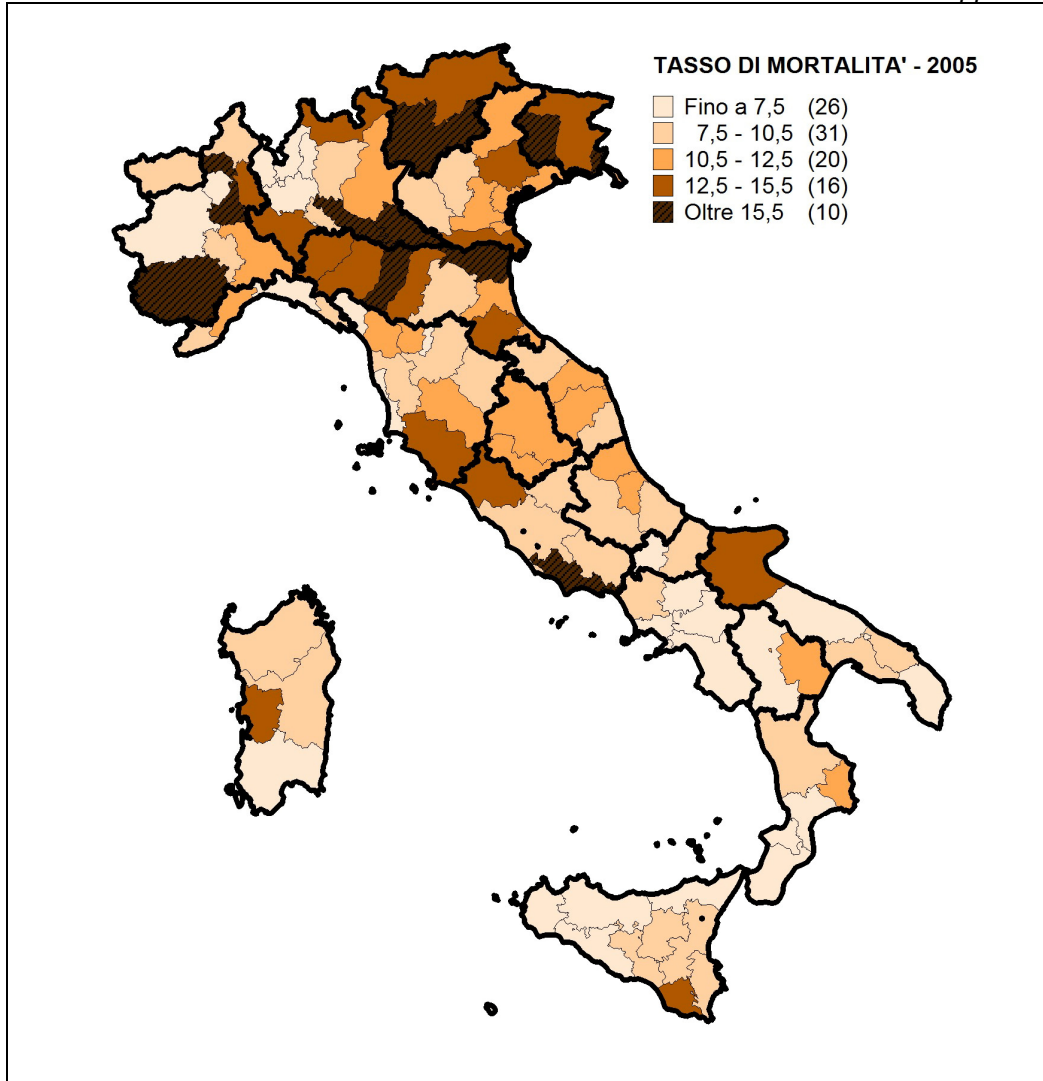 TASSO DI MORTALITA' - 2005
Fino a 7,5 (26)
7,5 - 10,5 (31)
10,5 - 12,5 (20)
12,5 - 15,5 (16)
Oltre 15,5 (10)